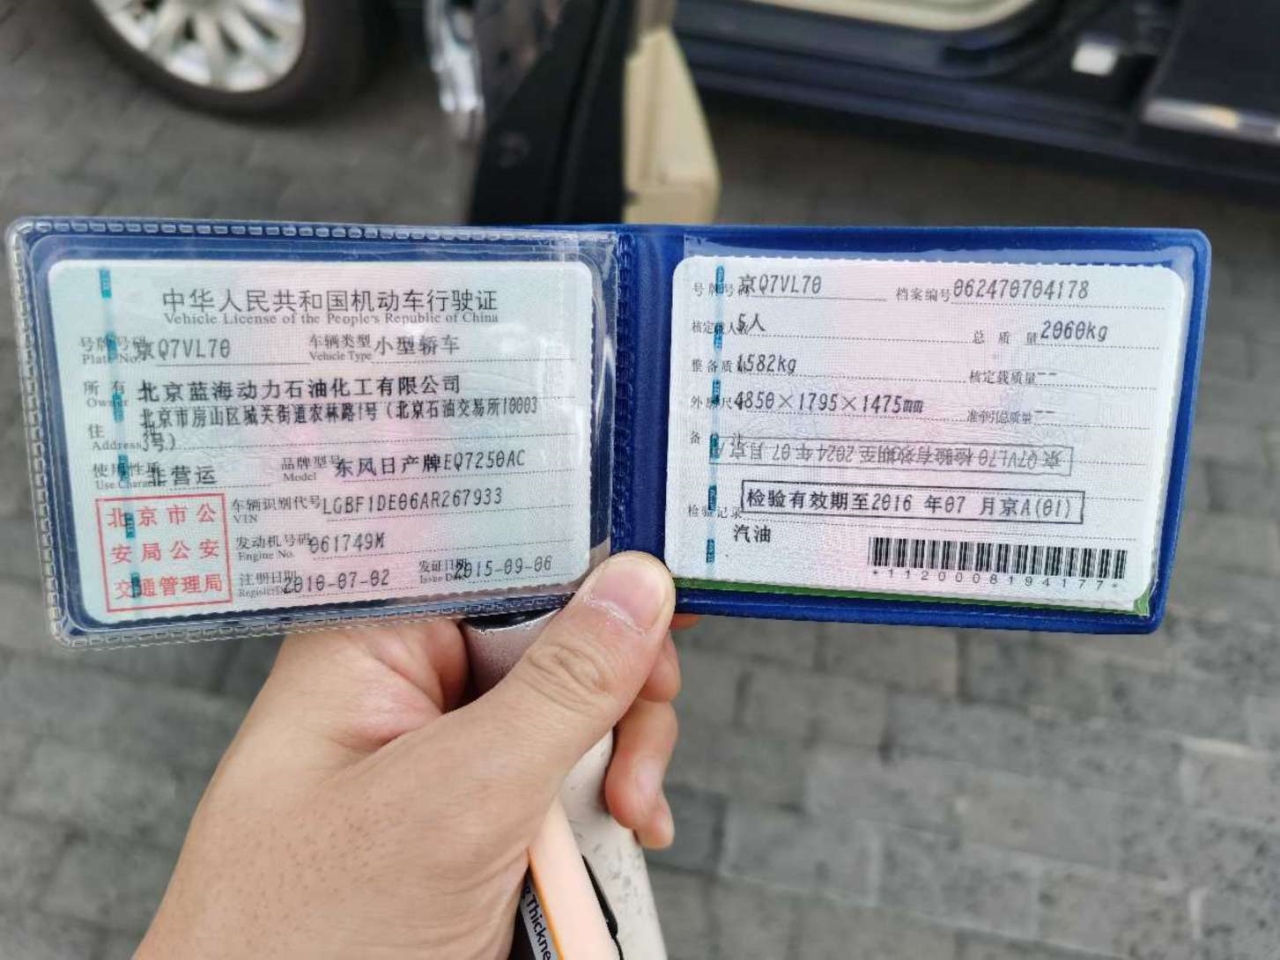 中华人民共和国机动车行驶证
Vehicle License of the People's Republic of China
号牌号码 京Q7VL70 车辆类型 小型轿车
Plate No. Vehicle Type
所有 北京蓝海动力石油化工有限公司
Owner
北京市房山区城关街道农林路1号（北京石油交易所10003
住 3号）
Address
使用性质 非营运 品牌型号 东风日产牌EQ7250AC
Use Character Model
北京市公
安局公安
交通管理局
车辆识别代号 LGBF1DE06AR267933
VIN
发动机号码 061749M
Engine No.
注册日期 2010-07-02 发证日期 2015-09-06
Register Date Issue Date
号牌号码 京Q7VL70 档案编号 062470704178
核定载人数 5人 总质量 2060kg
整备质量 1582kg 核定载质量 --
外廓尺寸 4850×1795×1475mm 准牵引总质量 --
备注 京Q7VL70 检验有效期至2024年07月京A
检验记录 检验有效期至2016 年07 月京A(01)
汽油
*1120008194177*
Thickne